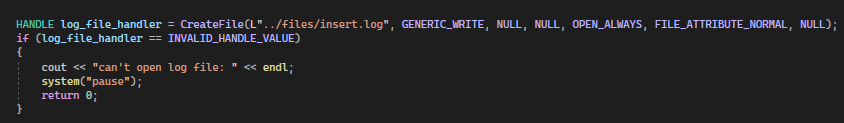 HANDLE log_file_handler = CreateFile(L"../files/insert.log", GENERIC_WRITE, NULL, NULL, OPEN_ALWAYS, FILE_ATTRIBUTE_NORMAL, NULL);
if (log_file_handler == INVALID_HANDLE_VALUE)
{
    cout << "can't open log file: " << endl;
    system("pause");
    return 0;
}